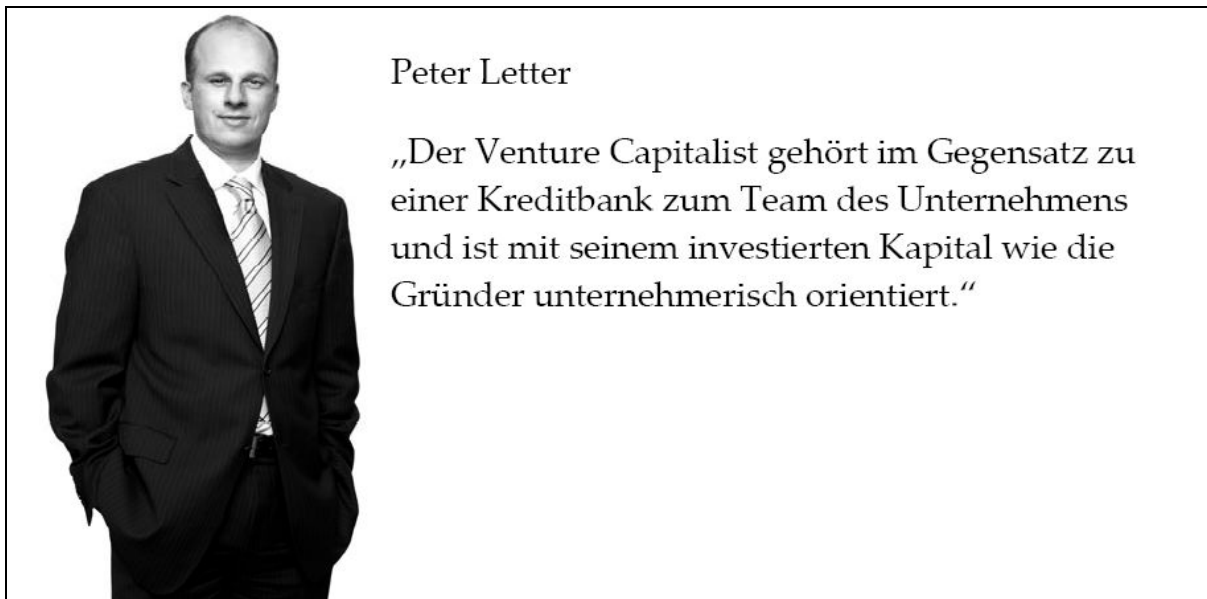 Peter Letter
„Der Venture Capitalist gehört im Gegensatz zu
einer Kreditbank zum Team des Unternehmens
und ist mit seinem investierten Kapital wie die
Gründer unternehmerisch orientiert.“